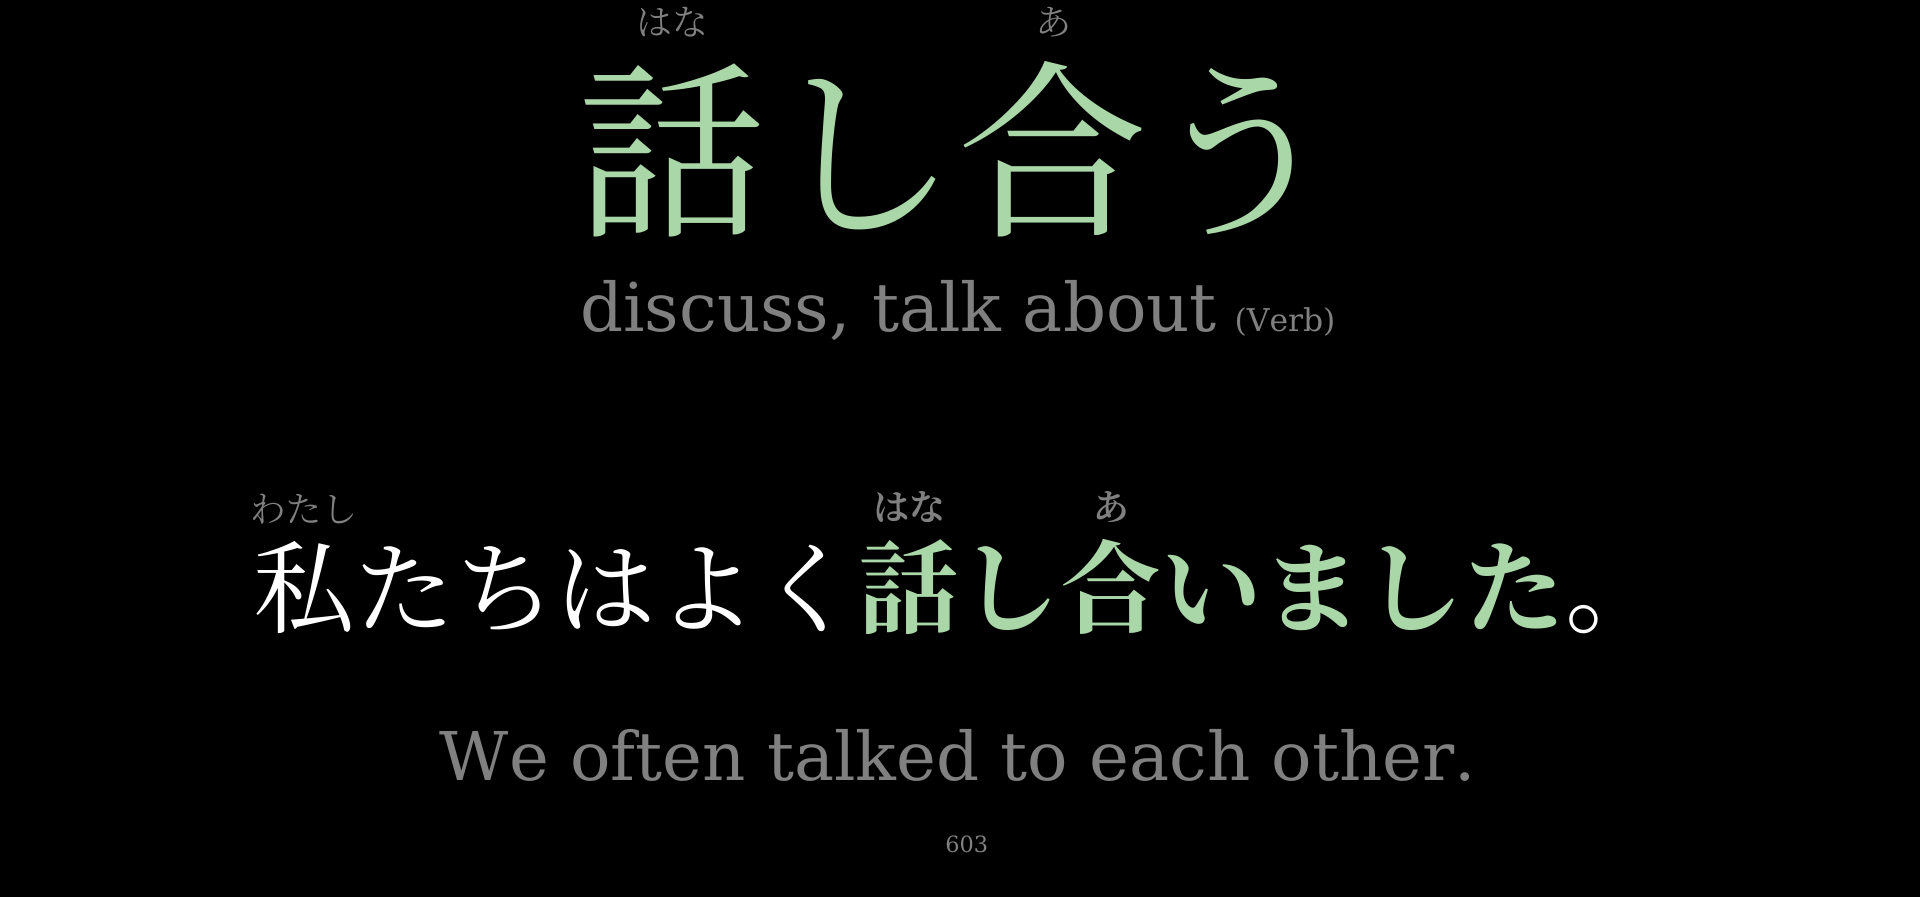 はな あ
話し合う
discuss, talk about (Verb)
わたし はな あ
私たちはよく話し合いました。
We often talked to each other.
603